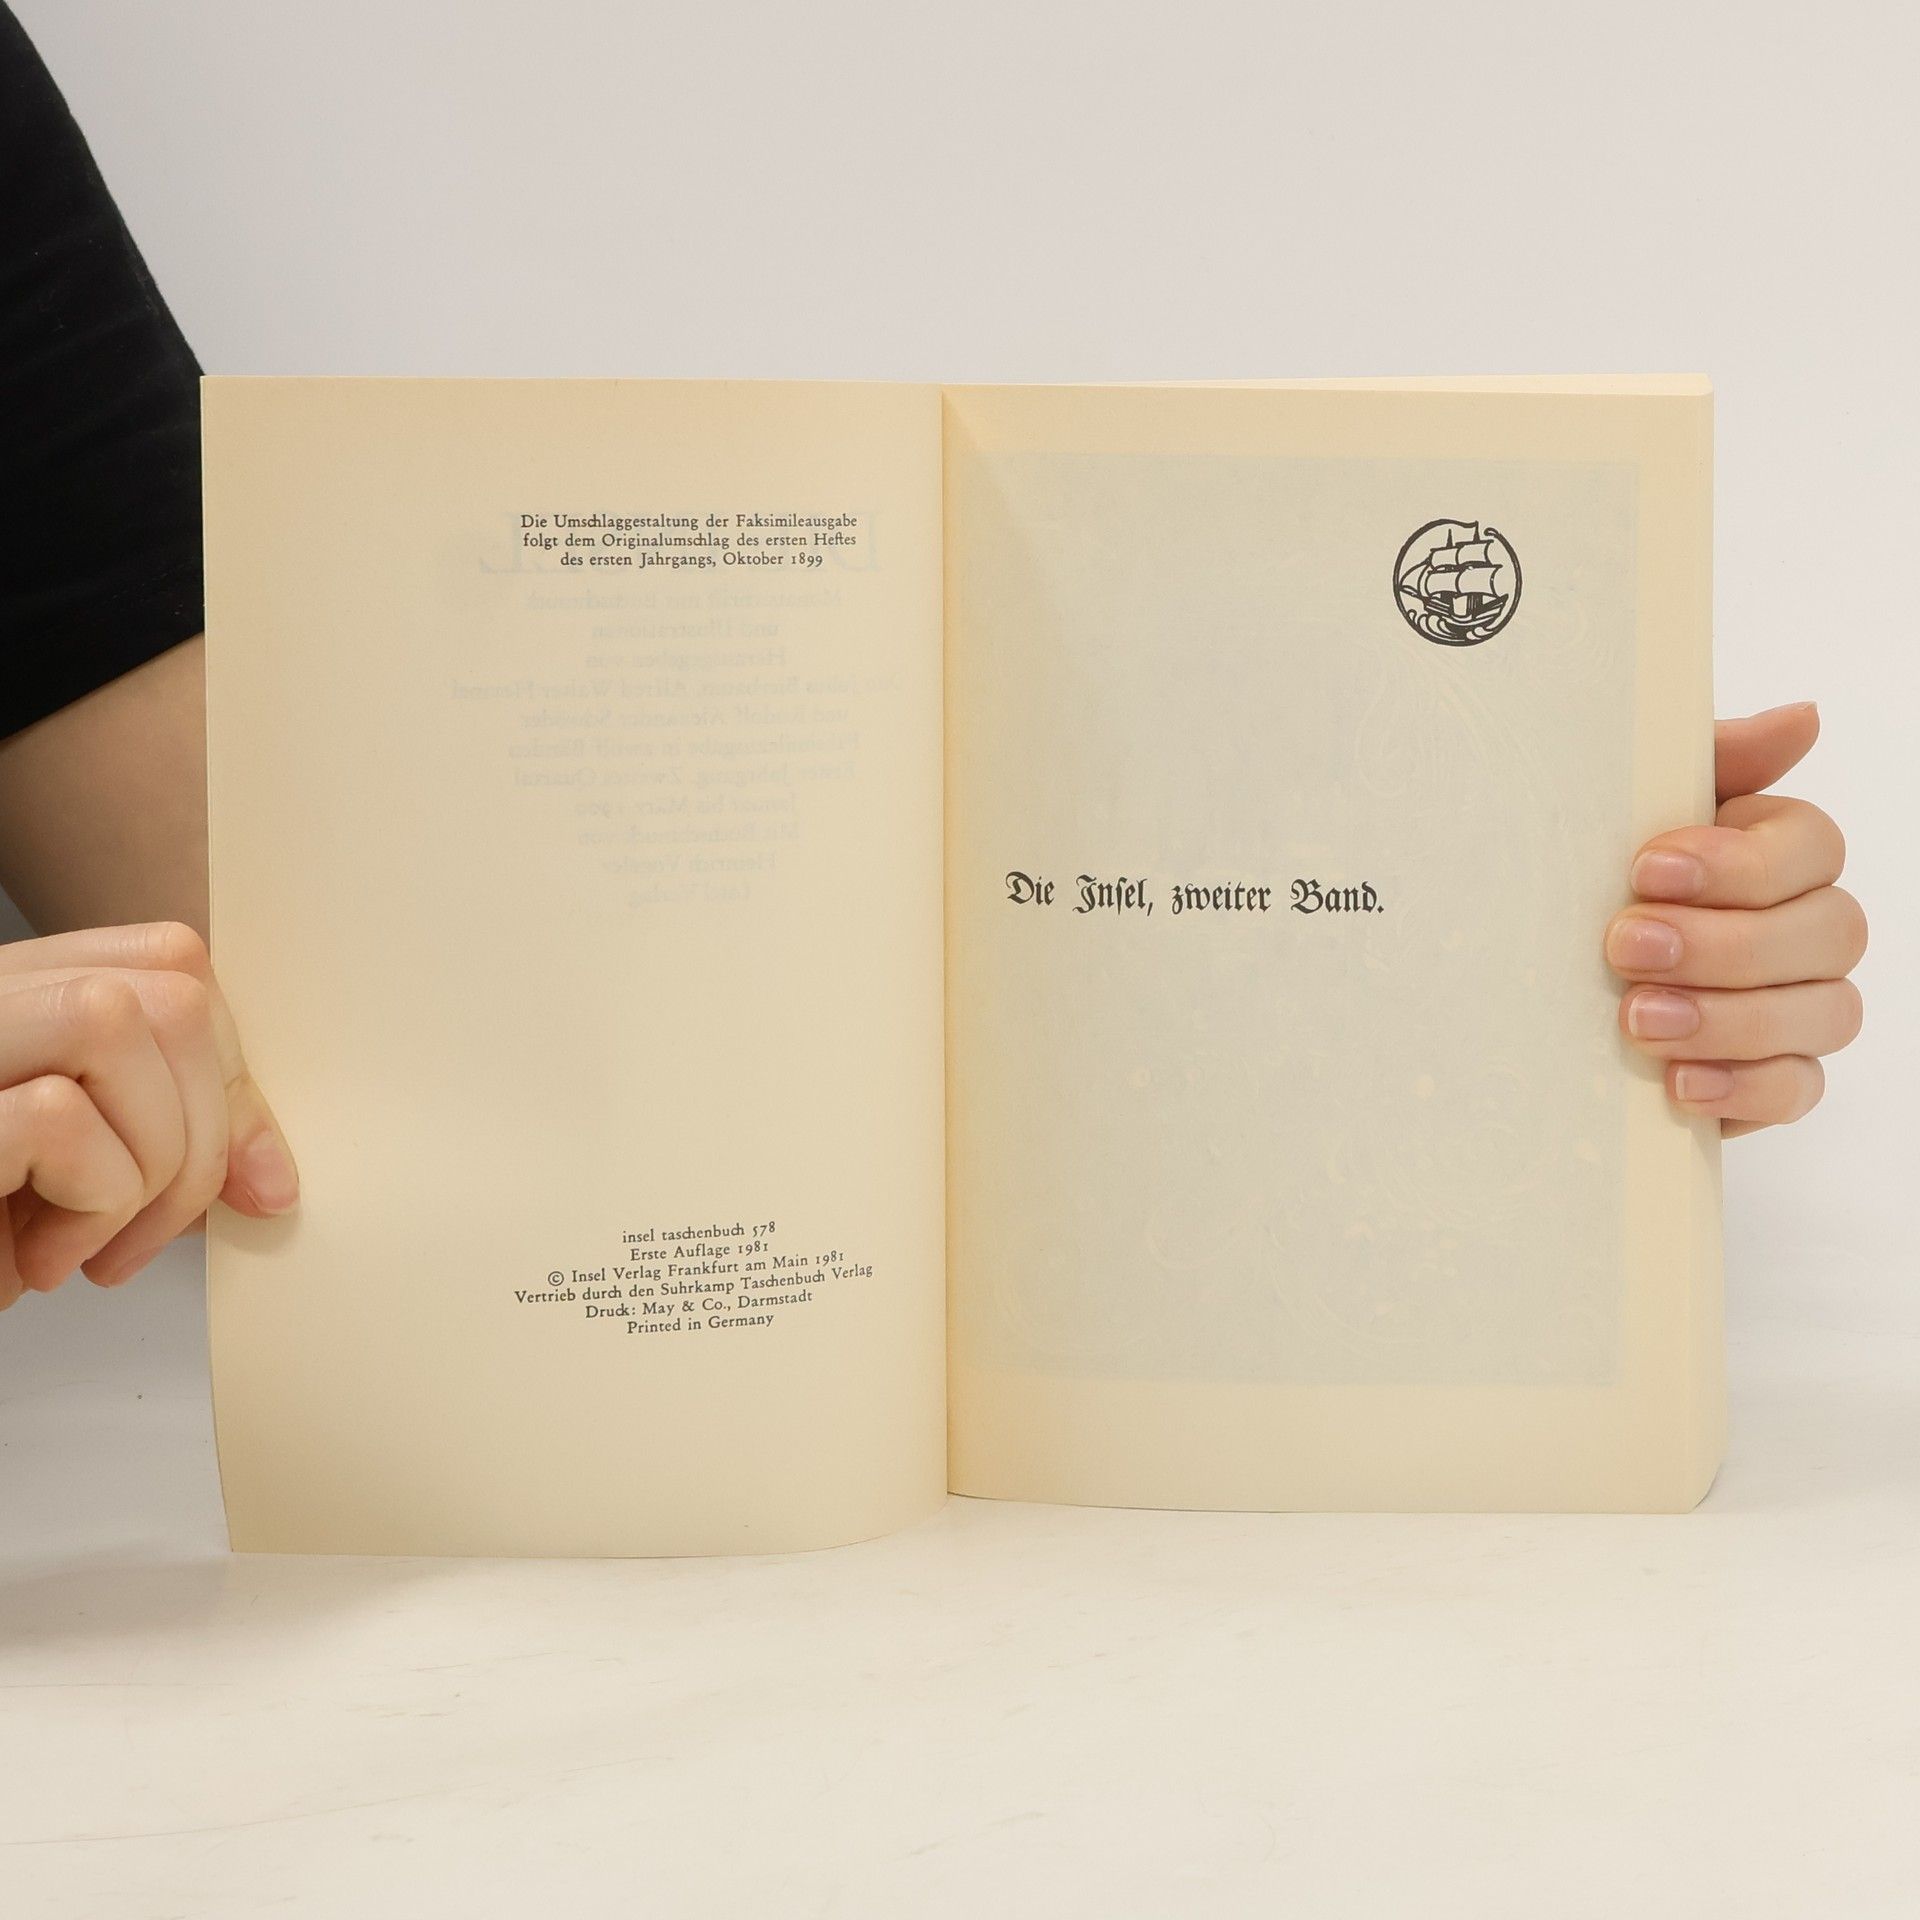 Die Umschlaggestaltung der Faksimileausgabe
folgt dem Originalumschlag des ersten Heftes
des ersten Jahrgangs, Oktober 1899
insel taschenbuch 578
Erste Auflage 1981
© Insel Verlag Frankfurt am Main 1981
Vertrieb durch den Suhrkamp Taschenbuch Verlag
Druck: May & Co., Darmstadt
Printed in Germany
Die Inſel, zweiter Band.